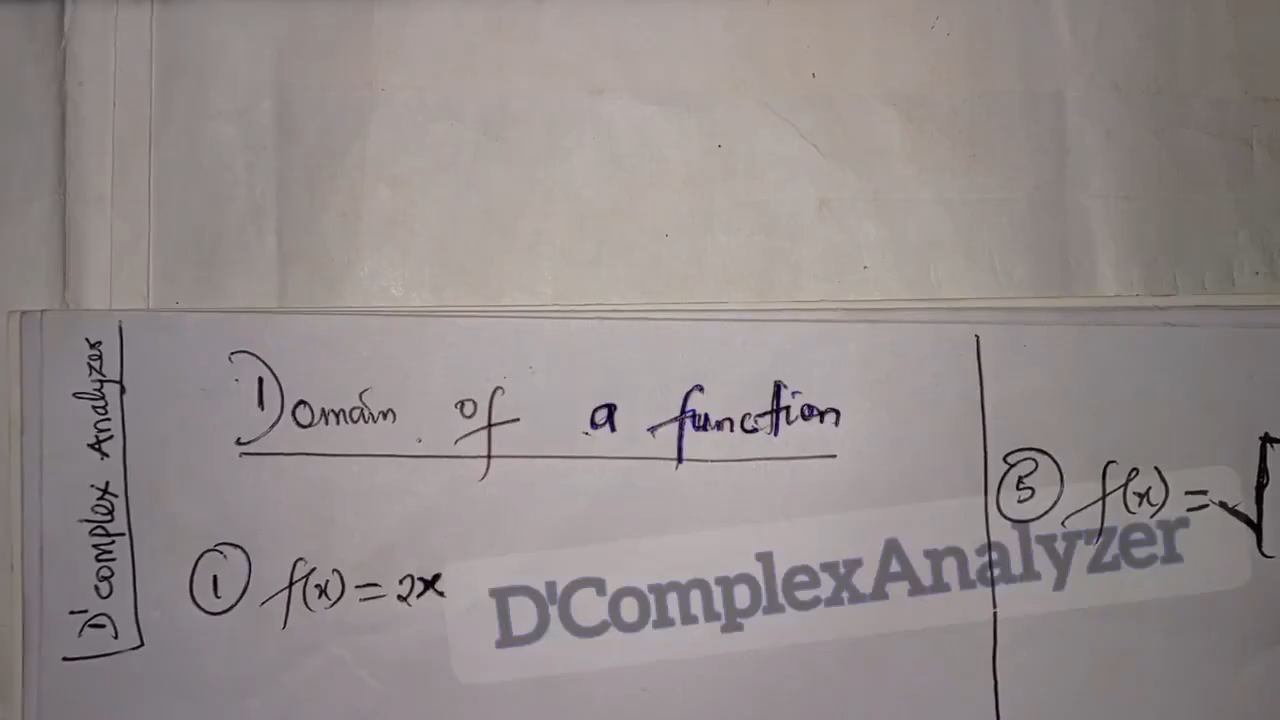 D'complex Analyzer
Domain of a function
① f(x) = 2x
⑤ f(x) = √
D'ComplexAnalyzer